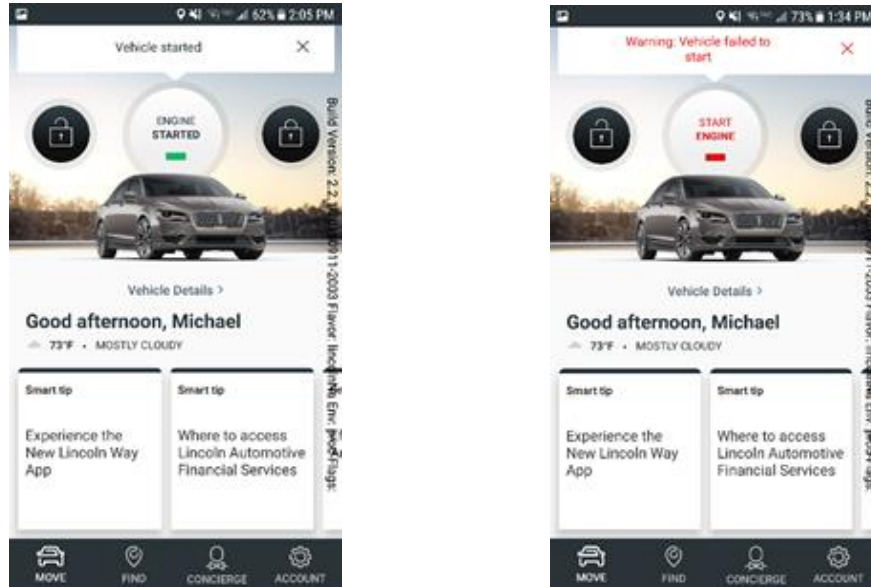 62% 2:05 PM
Vehicle started
ENGINE
STARTED
Vehicle Details >
Good afternoon, Michael
73°F • MOSTLY CLOUDY
Smart tip
Experience the
New Lincoln Way
App
Smart tip
Where to access
Lincoln Automotive
Financial Services
MOVE
FIND
CONCIERGE
ACCOUNT
Build Version: 2.2
73% 1:34 PM
Warning: Vehicle failed to
start
START
ENGINE
Vehicle Details >
Good afternoon, Michael
73°F • MOSTLY CLOUDY
Smart tip
Experience the
New Lincoln Way
App
Smart tip
Where to access
Lincoln Automotive
Financial Services
MOVE
FIND
CONCIERGE
ACCOUNT